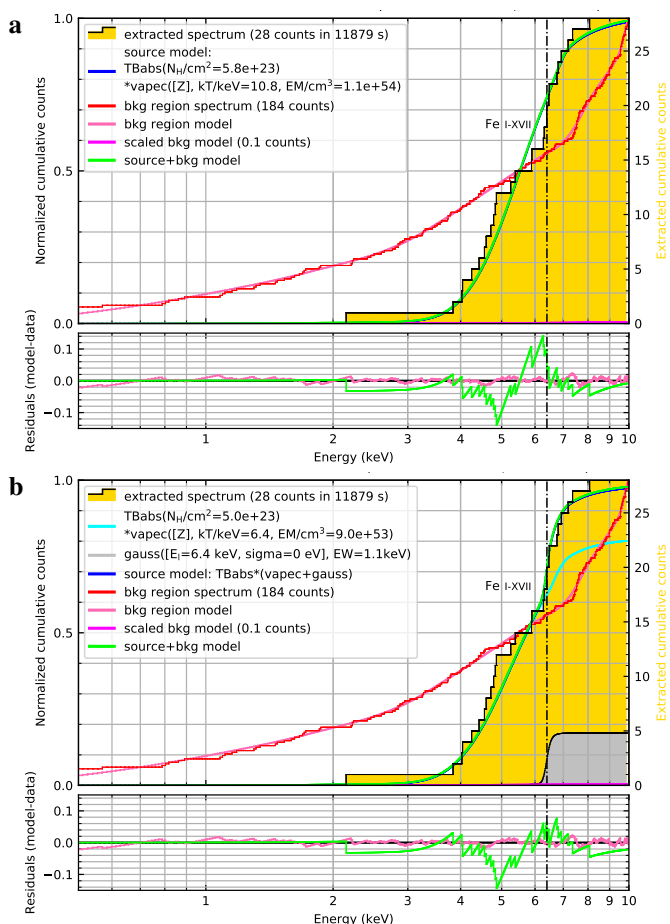 a
1.0
extracted spectrum (28 counts in 11879 s)
source model:
TBabs(N_H/cm²=5.8e+23)
*vapec([Z], kT/keV=10.8, EM/cm³=1.1e+54)
bkg region spectrum (184 counts)
bkg region model
scaled bkg model (0.1 counts)
source+bkg model
Fe I-XVII
0.5
0.0
Normalized cumulative counts
25
20
15
10
5
0
Extracted cumulative counts
0.1
0.0
−0.1
Residuals (model-data)
1 2 3 4 5 6 7 8 9 10
Energy (keV)
b
1.0
extracted spectrum (28 counts in 11879 s)
TBabs(N_H/cm²=5.0e+23)
*vapec([Z], kT/keV=6.4, EM/cm³=9.0e+53)
gauss([E_l=6.4 keV, sigma=0 eV], EW=1.1keV)
source model: TBabs*(vapec+gauss)
bkg region spectrum (184 counts)
bkg region model
scaled bkg model (0.1 counts)
source+bkg model
Fe I-XVII
0.5
0.0
Normalized cumulative counts
25
20
15
10
5
0
Extracted cumulative counts
0.1
0.0
−0.1
Residuals (model-data)
1 2 3 4 5 6 7 8 9 10
Energy (keV)